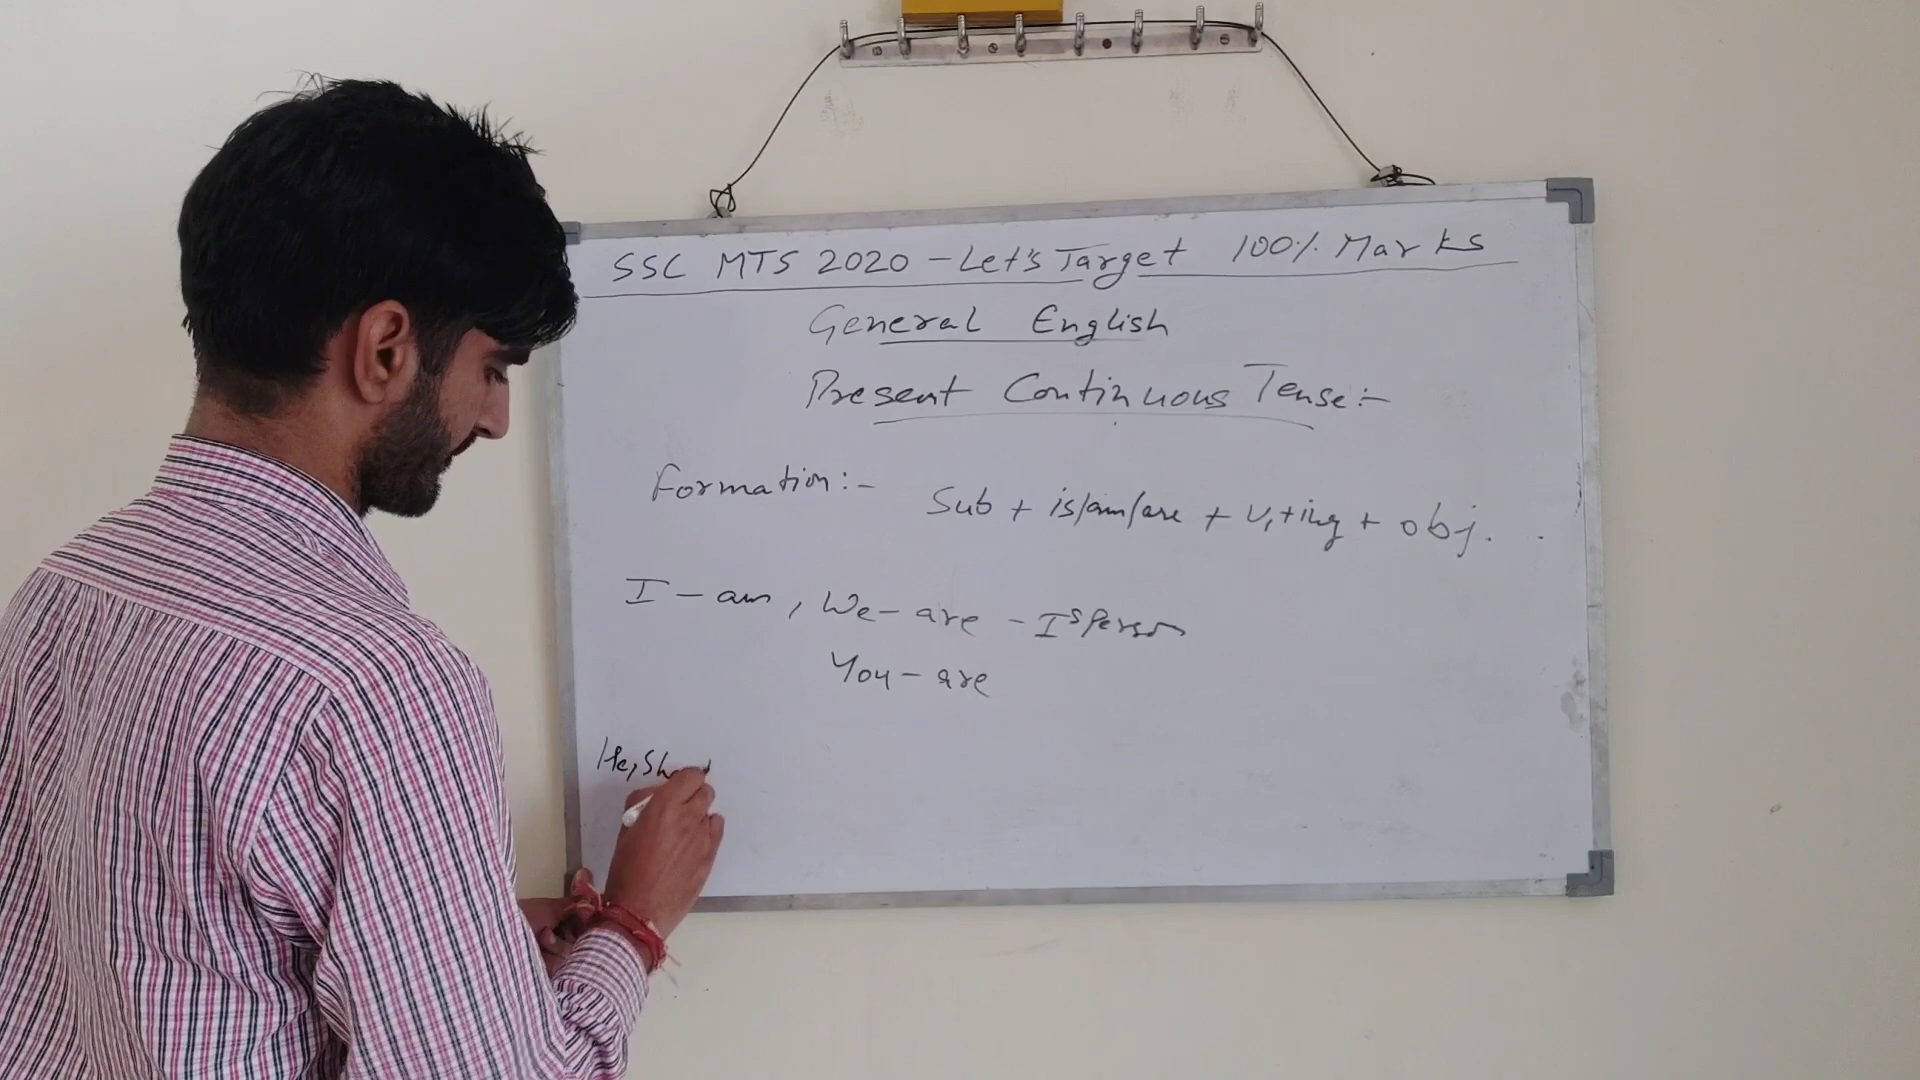 SSC MTS 2020 - Let's Target 100% Marks
General English
Present Continuous Tense:-
Formation:- Sub + is/am/are + V1+ing + obj.
I - am, We - are - Ist Person
You - are
He, She